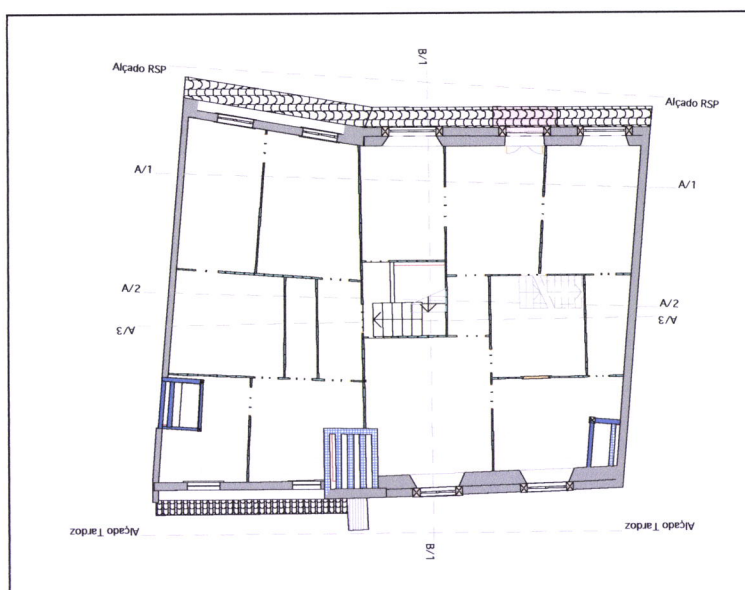 B/1
Alçado RSP
Alçado RSP
A/1
A/1
A/2
A/2
A/3
A/3
Alçado Tardoz
Alçado Tardoz
B/1